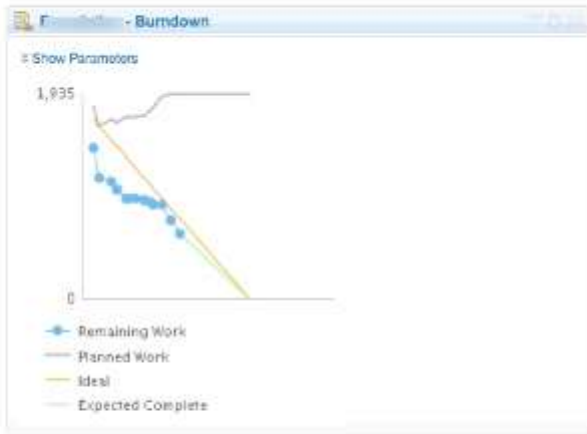 F - Burndown
Show Parameters
1,935
0
Remaining Work
Planned Work
Ideal
Expected Complete